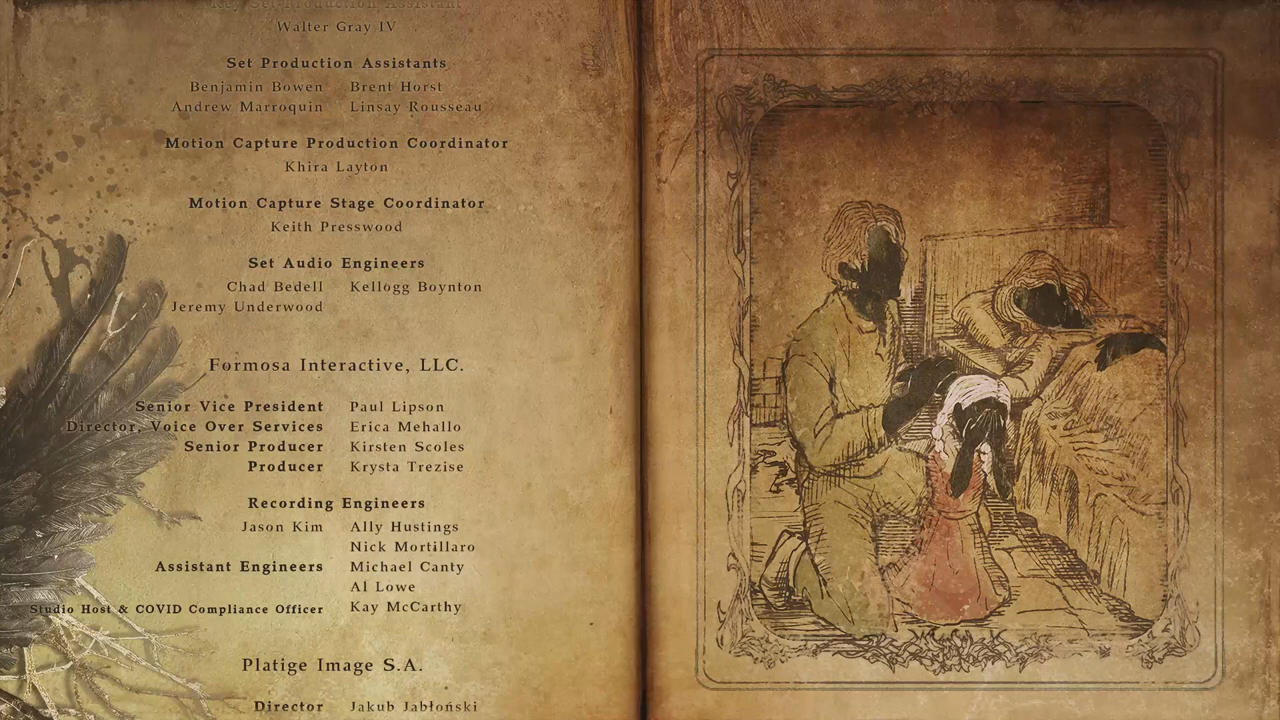 Key Set Production Assistant
Walter Gray IV
Set Production Assistants
Benjamin Bowen Brent Horst
Andrew Marroquin Linsay Rousseau
Motion Capture Production Coordinator
Khira Layton
Motion Capture Stage Coordinator
Keith Presswood
Set Audio Engineers
Chad Bedell Kellogg Boynton
Jeremy Underwood
Formosa Interactive, LLC.
Senior Vice President Paul Lipson
Director, Voice Over Services Erica Mehallo
Senior Producer Kirsten Scoles
Producer Krysta Trezise
Recording Engineers
Jason Kim Ally Hustings
Nick Mortillaro
Assistant Engineers Michael Canty
Al Lowe
Studio Host & COVID Compliance Officer Kay McCarthy
Platige Image S.A.
Director Jakub Jabłoński